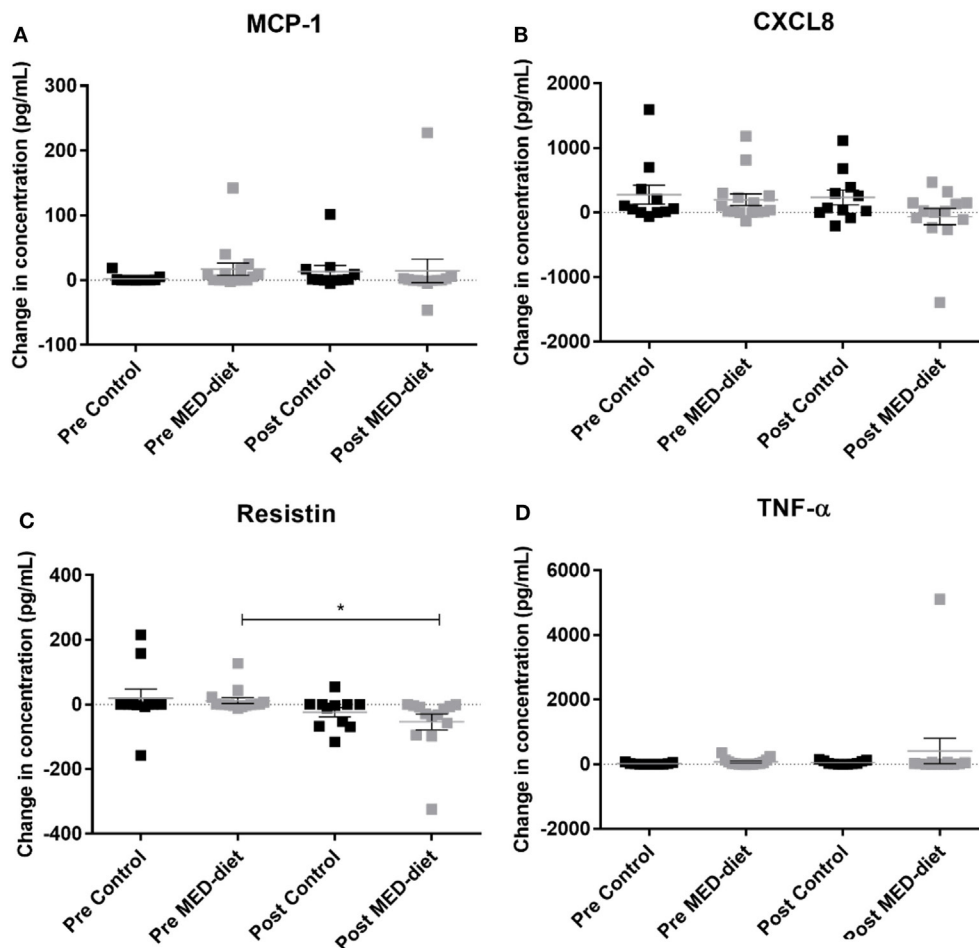 A
MCP-1
Change in concentration (pg/mL)
300
200
100
0
-100
Pre Control
Pre MED-diet
Post Control
Post MED-diet
B
CXCL8
Change in concentration (pg/mL)
2000
1000
0
-1000
-2000
Pre Control
Pre MED-diet
Post Control
Post MED-diet
C
Resistin
Change in concentration (pg/mL)
400
200
0
-200
-400
*
Pre Control
Pre MED-diet
Post Control
Post MED-diet
D
TNF-α
Change in concentration (pg/mL)
6000
4000
2000
0
-2000
Pre Control
Pre MED-diet
Post Control
Post MED-diet